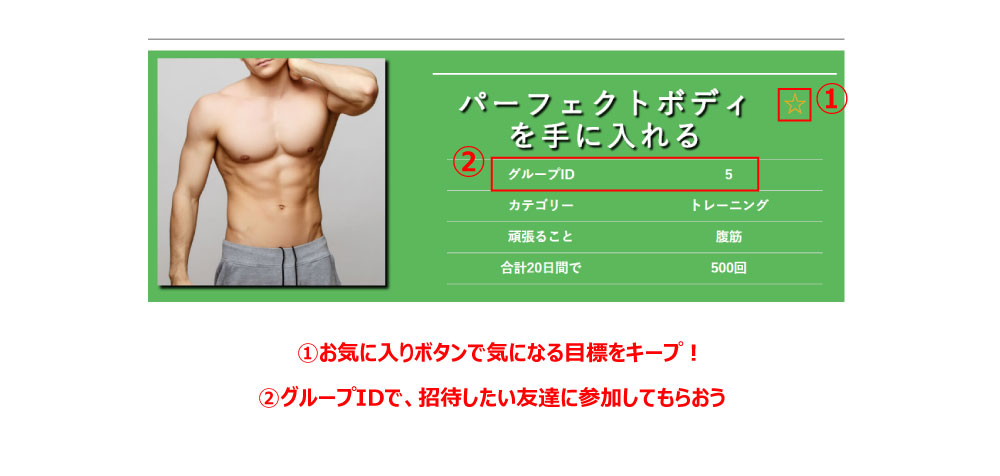 パーフェクトボディ
を手に入れる
☆ ①
②
グループID 5
カテゴリー トレーニング
頑張ること 腹筋
合計20日間で 500回
①お気に入りボタンで気になる目標をキープ！
②グループIDで、招待したい友達に参加してもらおう